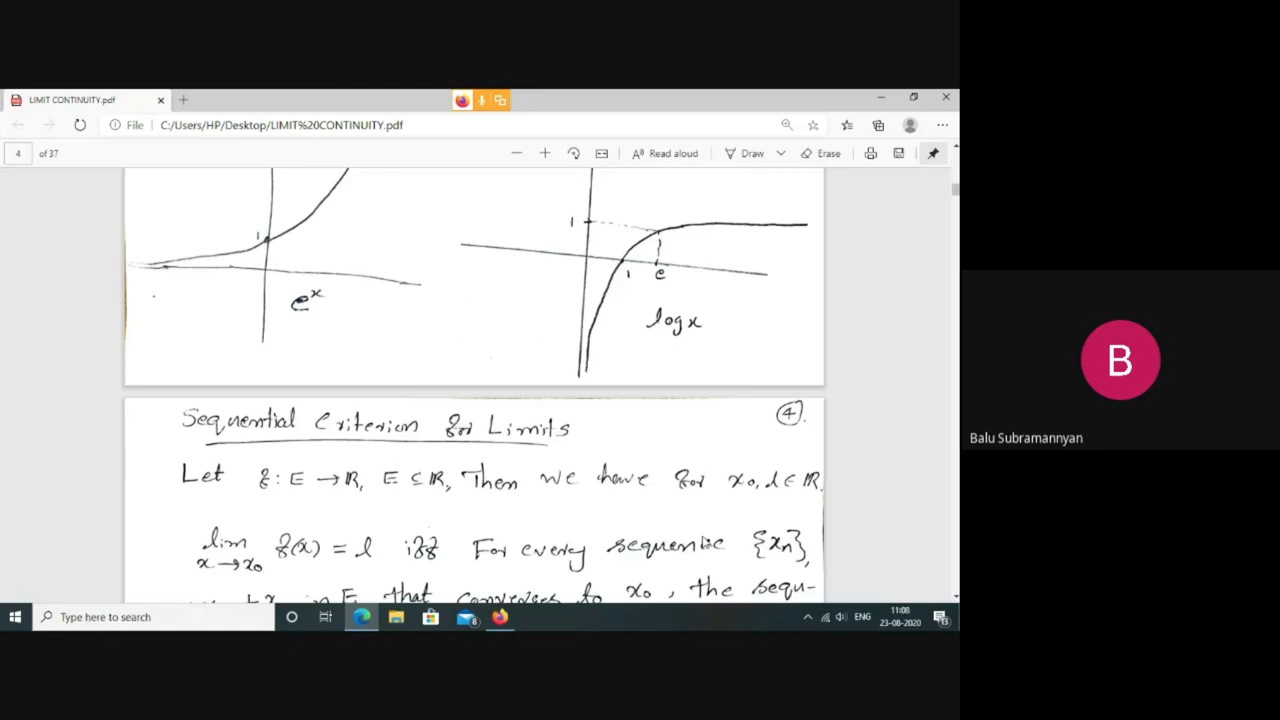 LIMIT CONTINUITY.pdf
File C:/Users/HP/Desktop/LIMIT%20CONTINUITY.pdf
4 of 37
Read aloud
Draw
Erase
1
e^x
1
1 e
log x
Sequential Criterion for Limits
4.
Let f: E → ℝ, E ⊆ ℝ, Then we have for x₀, l ∈ ℝ,
lim x→x₀ f(x) = l iff For every sequence {xₙ},
in E that converges to x₀, the sequ-
B
Balu Subramannyan
Type here to search
8
ENG
11:08
23-08-2020
13